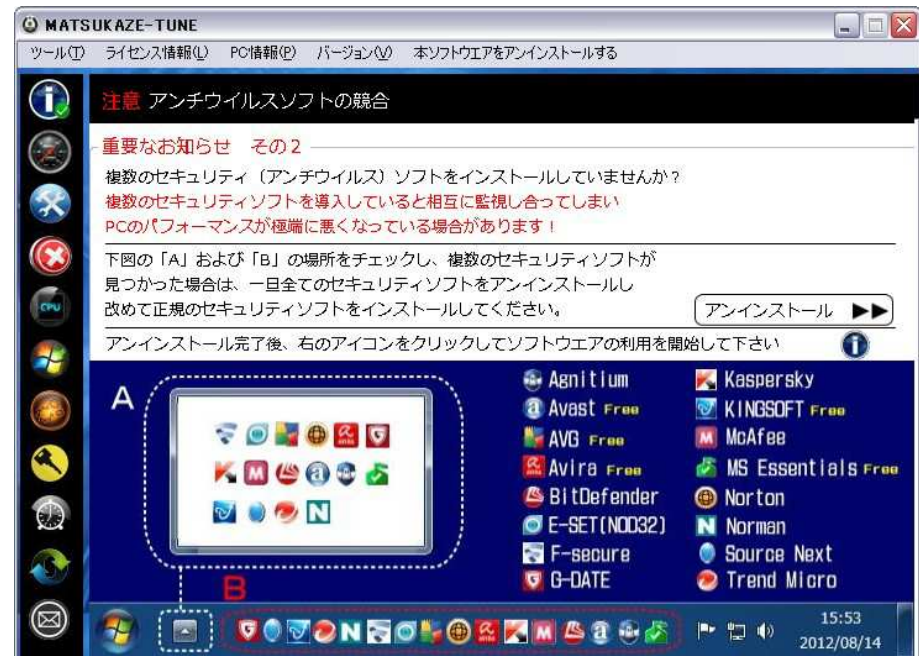 MATSUKAZE-TUNE
ツール(T) ライセンス情報(L) PC情報(P) バージョン(V) 本ソフトウェアをアンインストールする
注意 アンチウイルスソフトの競合
重要なお知らせ その2
複数のセキュリティ（アンチウイルス）ソフトをインストールしていませんか？
複数のセキュリティソフトを導入していると相互に監視し合ってしまい
PCのパフォーマンスが極端に悪くなっている場合があります！
下図の「A」および「B」の場所をチェックし、複数のセキュリティソフトが
見つかった場合は、一旦全てのセキュリティソフトをアンインストールし
改めて正規のセキュリティソフトをインストールしてください。
アンインストール ▶▶
アンインストール完了後、右のアイコンをクリックしてソフトウエアの利用を開始して下さい
CPU
A
Agnitium
Avast Free
AVG Free
Avira Free
BitDefender
E-SET(NOD32)
F-secure
G-DATE
Kaspersky
KINGSOFT Free
McAfee
MS Essentials Free
Norton
Norman
Source Next
Trend Micro
B
15:53
2012/08/14